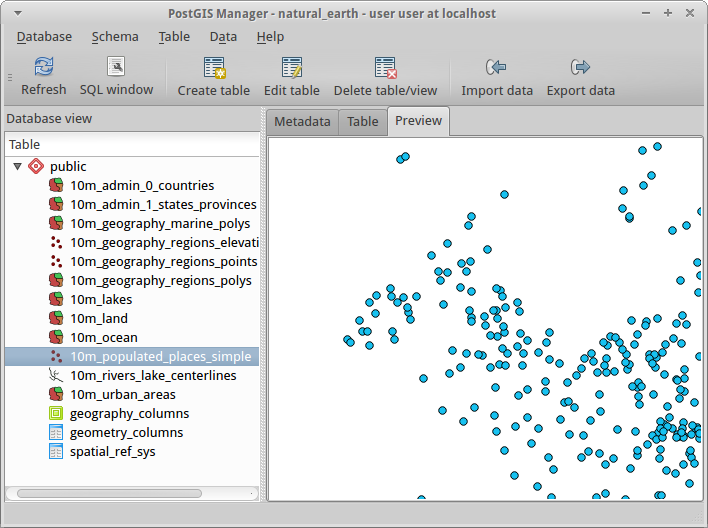 PostGIS Manager - natural_earth - user user at localhost
Database Schema Table Data Help
Refresh SQL window Create table Edit table Delete table/view Import data Export data
Database view
Metadata Table Preview
Table
public
10m_admin_0_countries
10m_admin_1_states_provinces
10m_geography_marine_polys
10m_geography_regions_elevati
10m_geography_regions_points
10m_geography_regions_polys
10m_lakes
10m_land
10m_ocean
10m_populated_places_simple
10m_rivers_lake_centerlines
10m_urban_areas
geography_columns
geometry_columns
spatial_ref_sys